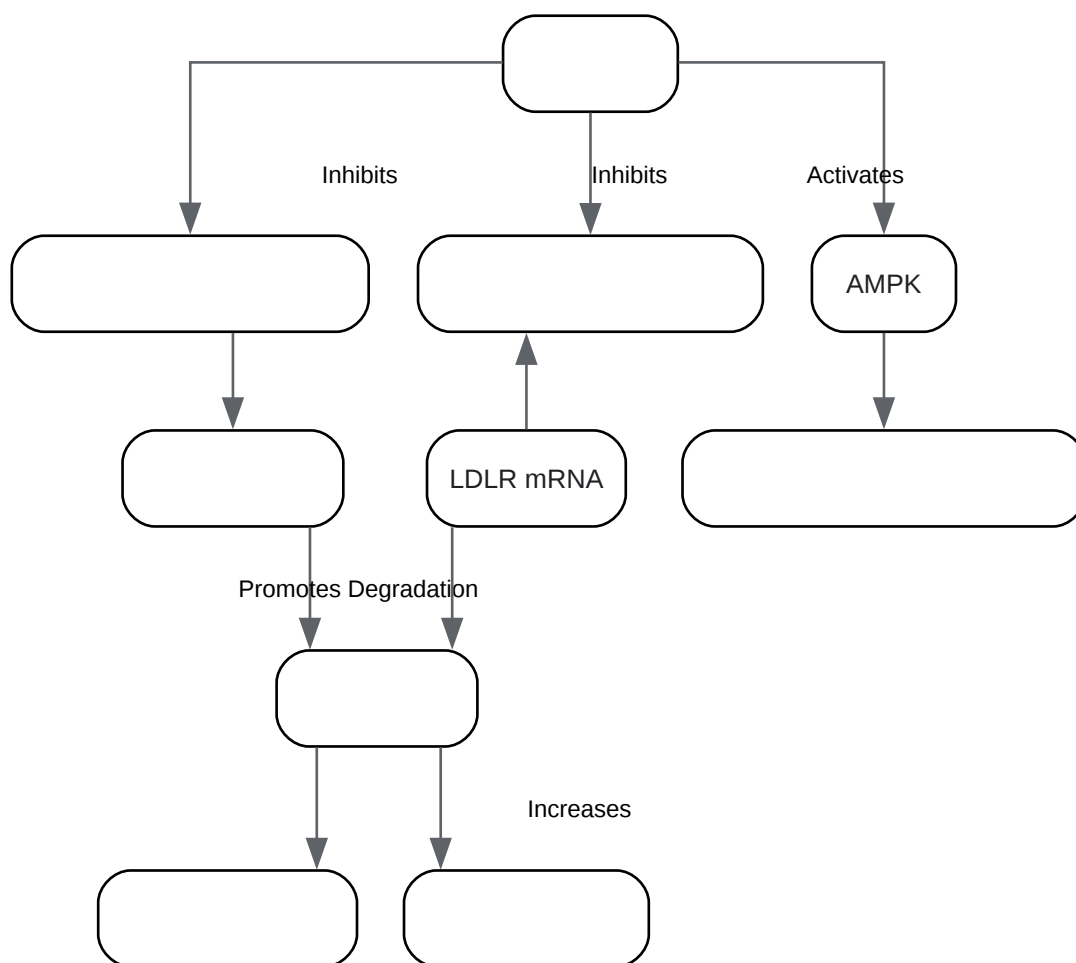 Inhibits
Inhibits
Activates
AMPK
LDLR mRNA
Promotes Degradation
Increases